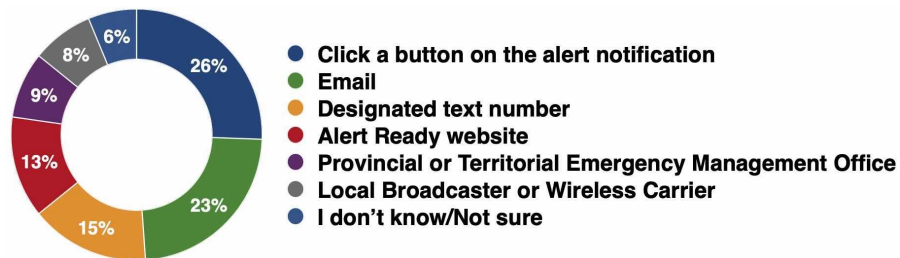 6%
8%
26%
9%
13%
15%
23%
Click a button on the alert notification
Email
Designated text number
Alert Ready website
Provincial or Territorial Emergency Management Office
Local Broadcaster or Wireless Carrier
I don’t know/Not sure